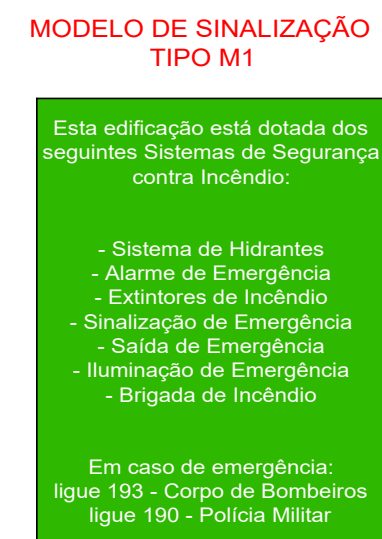 MODELO DE SINALIZAÇÃO
TIPO M1
Esta edificação está dotada dos
seguintes Sistemas de Segurança
contra Incêndio:
- Sistema de Hidrantes
- Alarme de Emergência
- Extintores de Incêndio
- Sinalização de Emergência
- Saída de Emergência
- Iluminação de Emergência
- Brigada de Incêndio
Em caso de emergência:
ligue 193 - Corpo de Bombeiros
ligue 190 - Polícia Militar